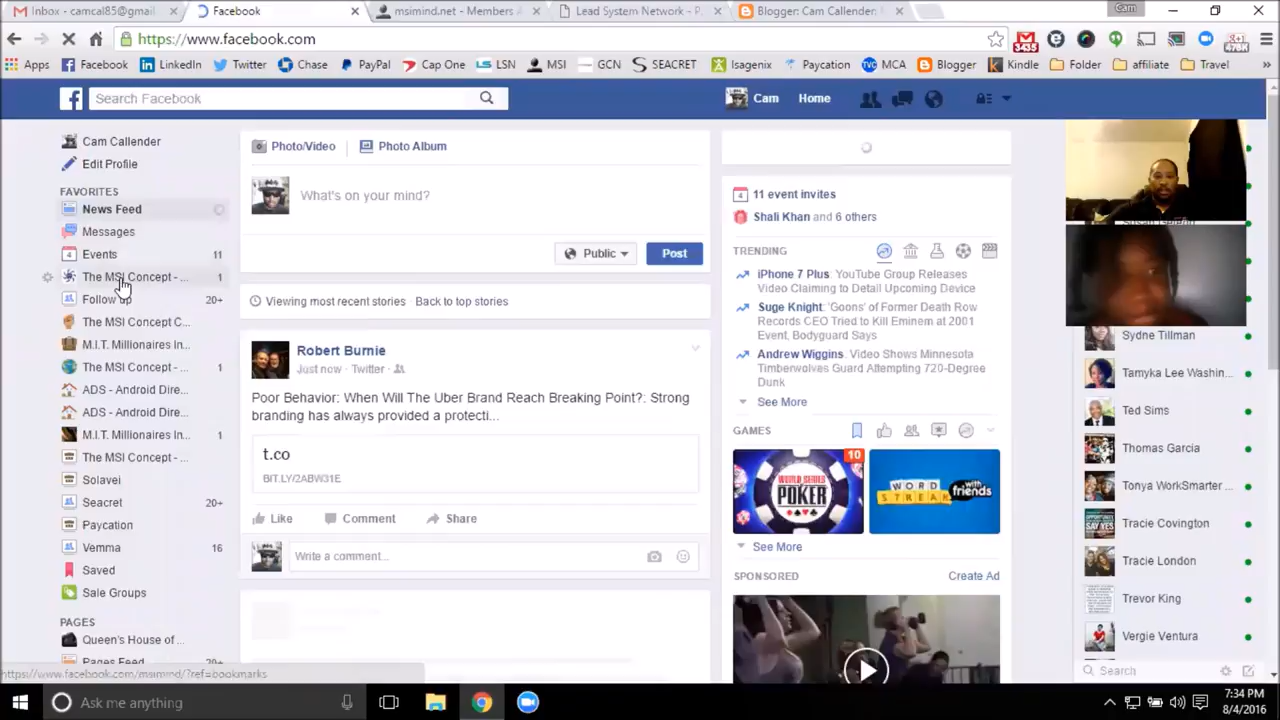 Inbox - camcal85@gmail
Facebook
msimind.net - Members A
Lead System Network - P
Blogger: Cam Callender:
Cam
https://www.facebook.com
3435
Apps
Facebook
LinkedIn
Twitter
Chase
PayPal
Cap One
LSN
MSI
GCN
SEACRET
Isagenix
Paycation
MCA
Blogger
Kindle
Folder
affiliate
Travel
Search Facebook
Cam
Home
Cam Callender
Edit Profile
FAVORITES
News Feed
Messages
Events 11
The MSI Concept - ... 1
Follow up 20+
The MSI Concept C...
M.I.T. Millionaires In...
The MSI Concept - ... 1
ADS - Android Dire...
ADS - Android Dire...
M.I.T. Millionaires In... 1
The MSI Concept - ...
Solavei
Seacret 20+
Paycation
Vemma 16
Saved
Sale Groups
PAGES
Queen's House of ...
Pages Feed 20+
https://www.facebook.com/msimind/?ref=bookmarks
Photo/Video
Photo Album
What's on your mind?
Public
Post
Viewing most recent stories Back to top stories
Robert Burnie
Just now · Twitter ·
Poor Behavior: When Will The Uber Brand Reach Breaking Point?: Strong
branding has always provided a protecti...
t.co
BIT.LY/2ABW31E
Like
Comment
Share
Write a comment...
11 event invites
Shali Khan and 6 others
TRENDING
iPhone 7 Plus: YouTube Group Releases
Video Claiming to Detail Upcoming Device
Suge Knight: 'Goons' of Former Death Row
Records CEO Tried to Kill Eminem at 2001
Event, Bodyguard Says
Andrew Wiggins: Video Shows Minnesota
Timberwolves Guard Attempting 720-Degree
Dunk
See More
GAMES
10
WORLD SERIES
POKER
WORD
STREAK
with
friends
See More
SPONSORED
Create Ad
Sydne Tillman
Tamyka Lee Washin...
Ted Sims
Thomas Garcia
Tonya WorkSmarter ...
Tracie Covington
Tracie London
Trevor King
Vergie Ventura
Search
Ask me anything
7:34 PM
8/4/2016